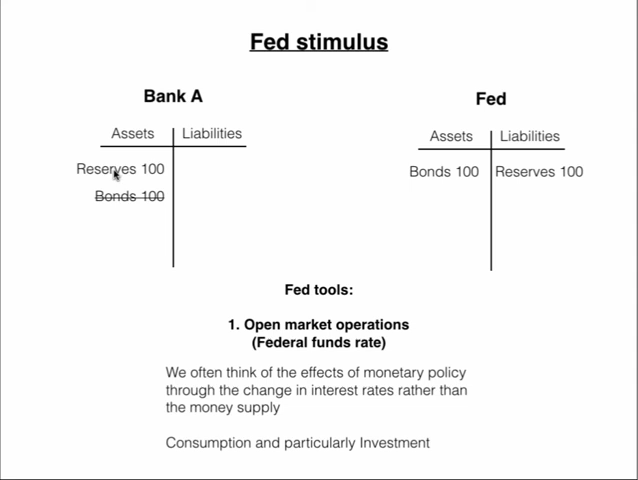 Fed stimulus
Bank A
Assets Liabilities
Reserves 100
Bonds 100
Fed
Assets Liabilities
Bonds 100 Reserves 100
Fed tools:
1. Open market operations
(Federal funds rate)
We often think of the effects of monetary policy
through the change in interest rates rather than
the money supply
Consumption and particularly Investment